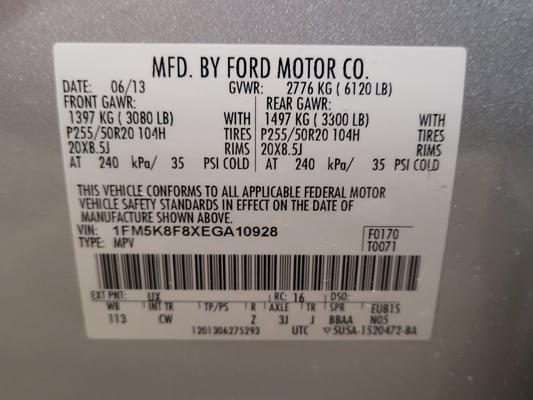 MFD. BY FORD MOTOR CO.
DATE: 06/13 GVWR: 2776 KG ( 6120 LB)
FRONT GAWR: REAR GAWR:
1397 KG ( 3080 LB) WITH 1497 KG ( 3300 LB) WITH
P255/50R20 104H TIRES P255/50R20 104H TIRES
20X8.5J RIMS 20X8.5J RIMS
AT 240 kPa/ 35 PSI COLD AT 240 kPa/ 35 PSI COLD
THIS VEHICLE CONFORMS TO ALL APPLICABLE FEDERAL MOTOR
VEHICLE SAFETY STANDARDS IN EFFECT ON THE DATE OF
MANUFACTURE SHOWN ABOVE.
VIN: 1FM5K8F8XEGA10928 F0170
TYPE: MPV T0071
EXT PNT: UX RC: 16 DSO:
WB INT TR TP/PS R AXLE TR SPR EUB15
113 CW Z 3J J BBAA N05
1201306275293 UTC ▽5U5A-1520472-BA